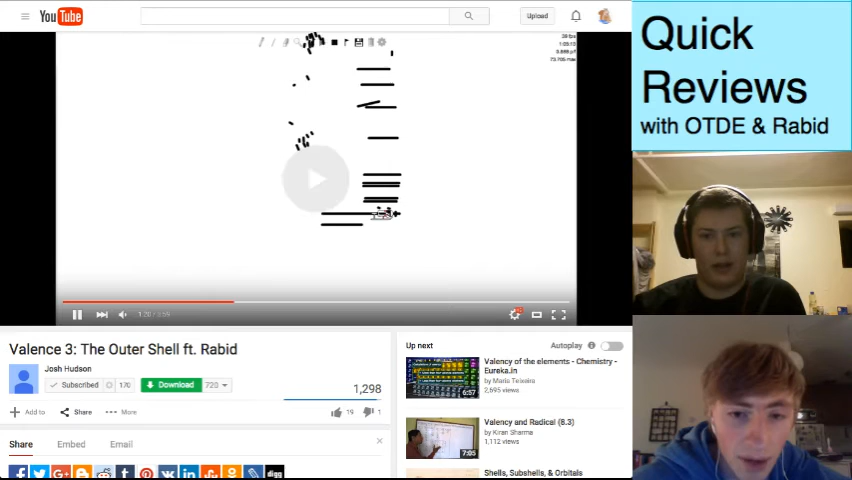 YouTube
Upload
Quick
Reviews
with OTDE & Rabid
Valence 3: The Outer Shell ft. Rabid
Josh Hudson
Subscribed 170
Download 720
1,298
Add to Share More
19 1
Share Embed Email
digg
Up next
Autoplay
Valency of the elements - Chemistry -
Eureka.in
by Maria Teixeira
2,695 views
6:57
Valency and Radical (8.3)
by Kiran Sharma
1,112 views
7:05
Shells, Subshells, & Orbitals